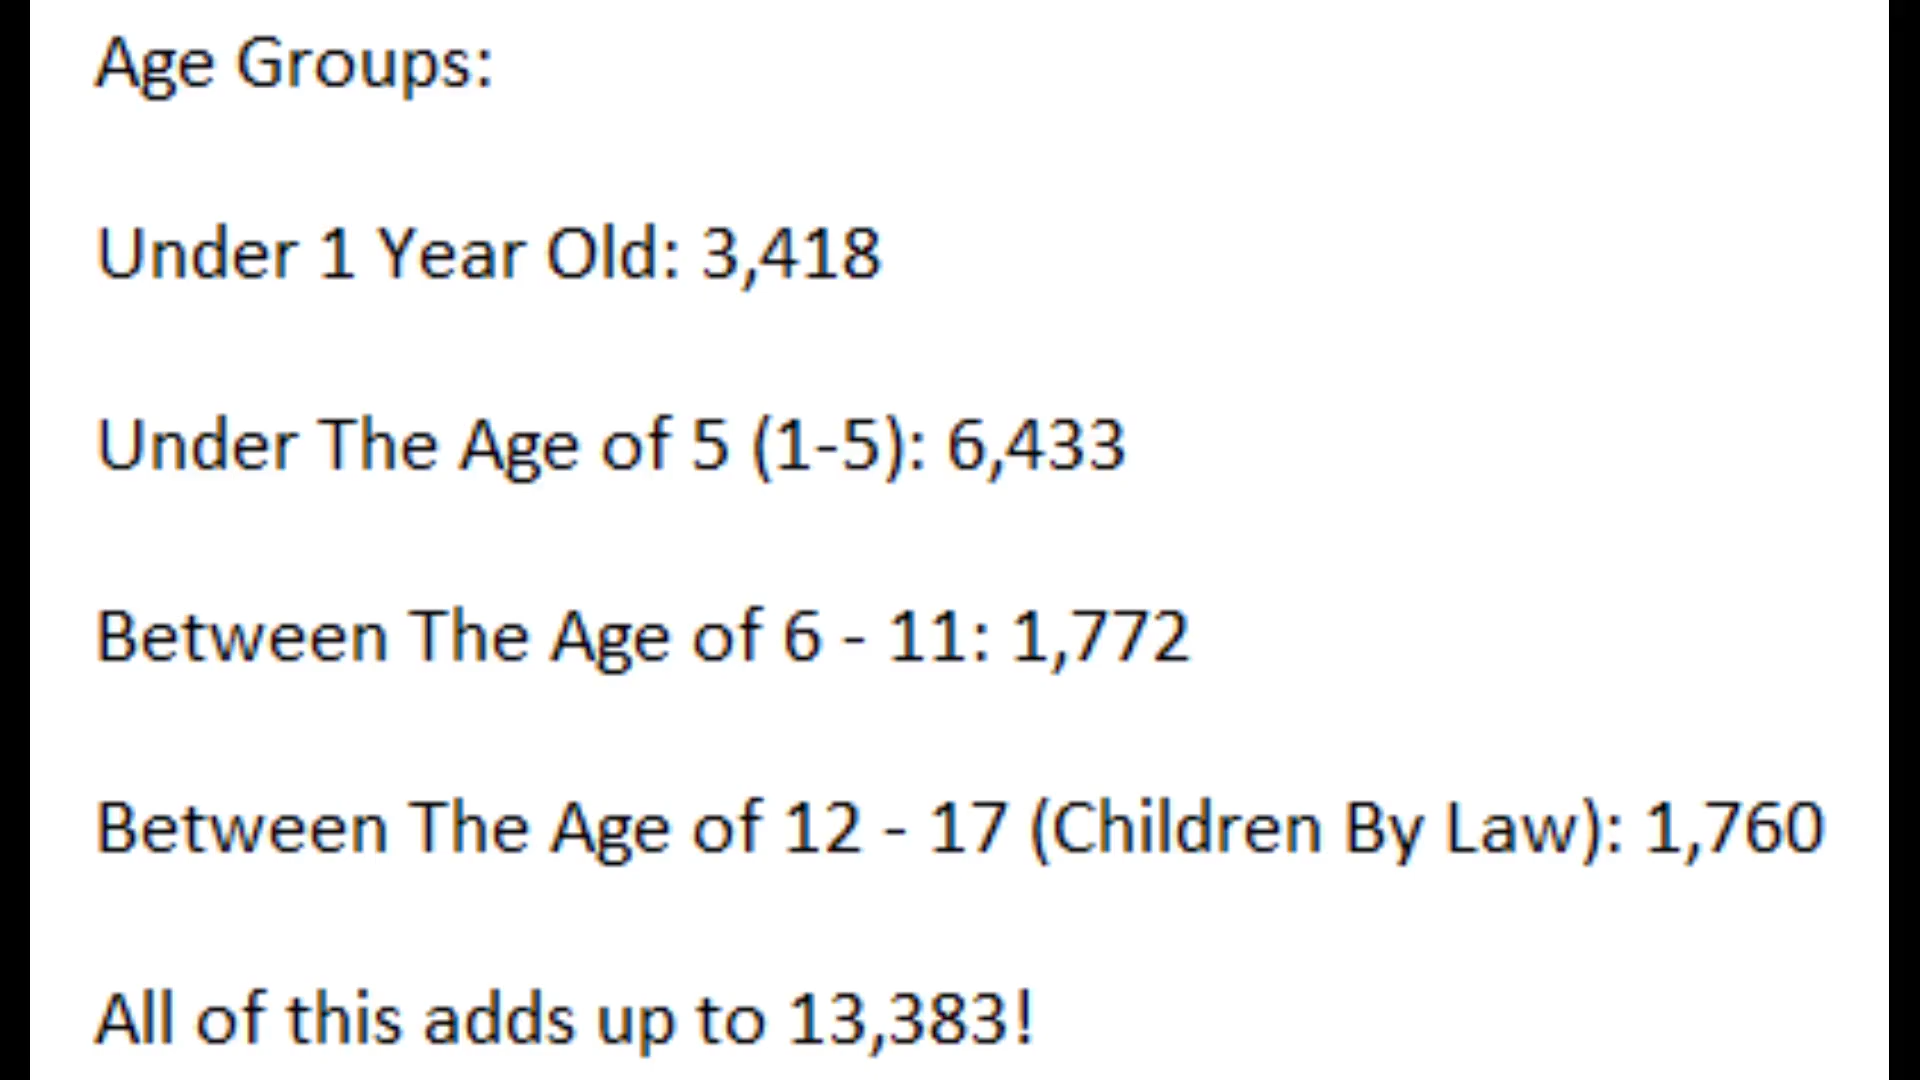 Age Groups:
Under 1 Year Old: 3,418
Under The Age of 5 (1-5): 6,433
Between The Age of 6 - 11: 1,772
Between The Age of 12 - 17 (Children By Law): 1,760
All of this adds up to 13,383!